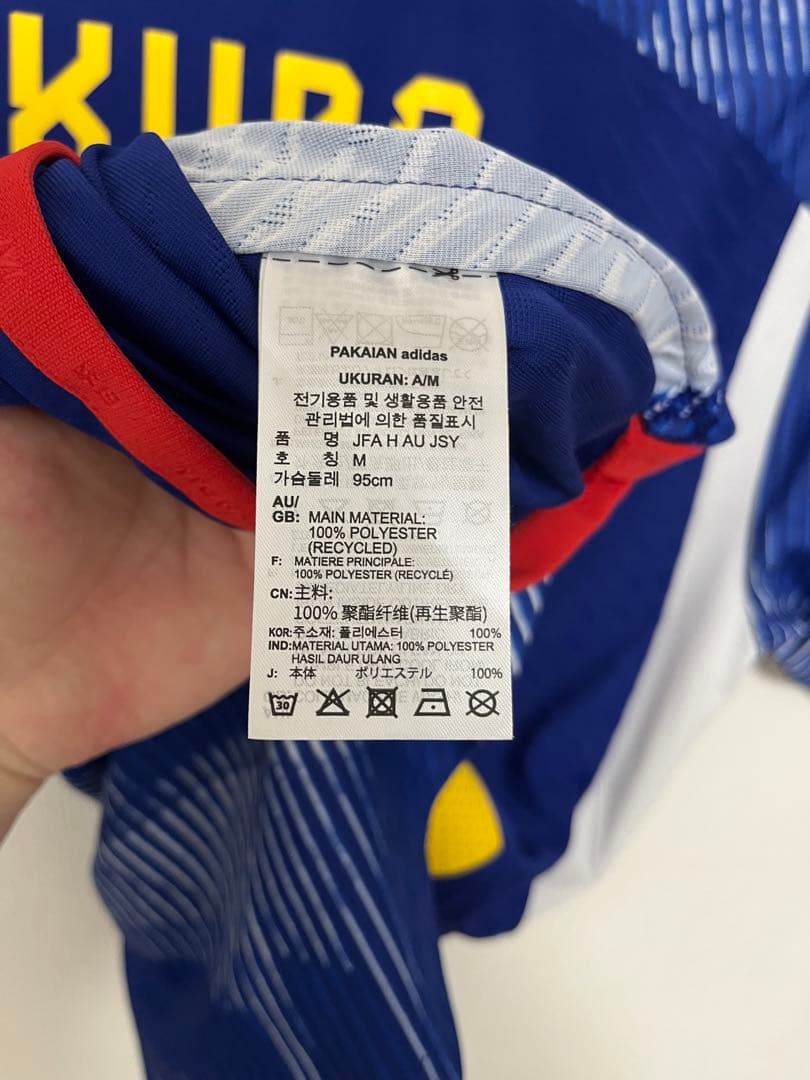 KUBO
PAKAIAN adidas
UKURAN: A/M
전기용품 및 생활용품 안전
관리법에 의한 품질표시
품 명 JFA H AU JSY
호 칭 M
가슴둘레 95cm
AU/
GB: MAIN MATERIAL:
100% POLYESTER
(RECYCLED)
F: MATIERE PRINCIPALE:
100% POLYESTER (RECYCLÉ)
CN:主料:
100% 聚酯纤维(再生聚酯)
KOR:주소재: 폴리에스터 100%
IND:MATERIAL UTAMA: 100% POLYESTER
HASIL DAUR ULANG
J: 本体 ポリエステル 100%
30